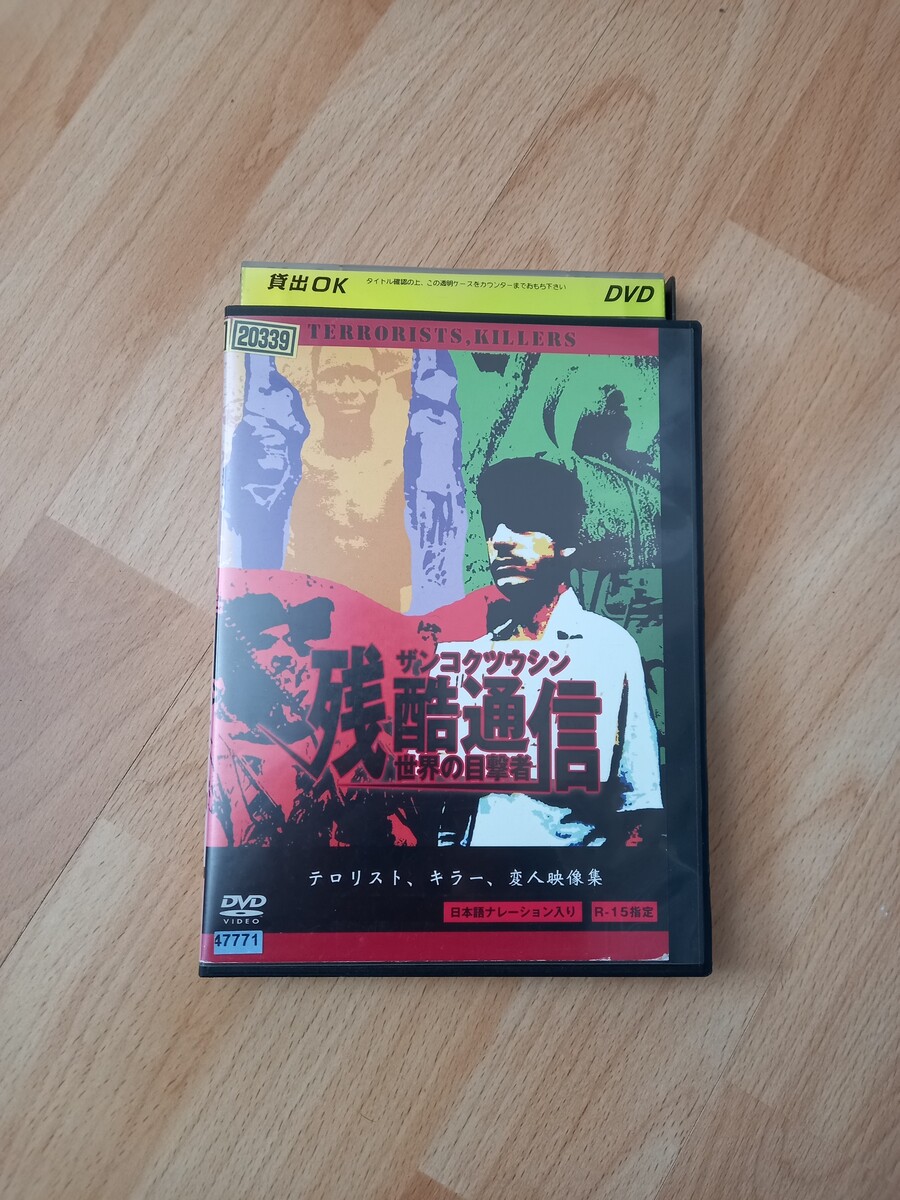 貸出OK
タイトル確認の上、この透明ケースをカウンターまでおもち下さい
DVD
20339
TERRORISTS,KILLERS
ザンコクツウシン
残酷通信
世界の目撃者
テロリスト、キラー、変人映像集
DVD
VIDEO
日本語ナレーション入り
R-15指定
47771